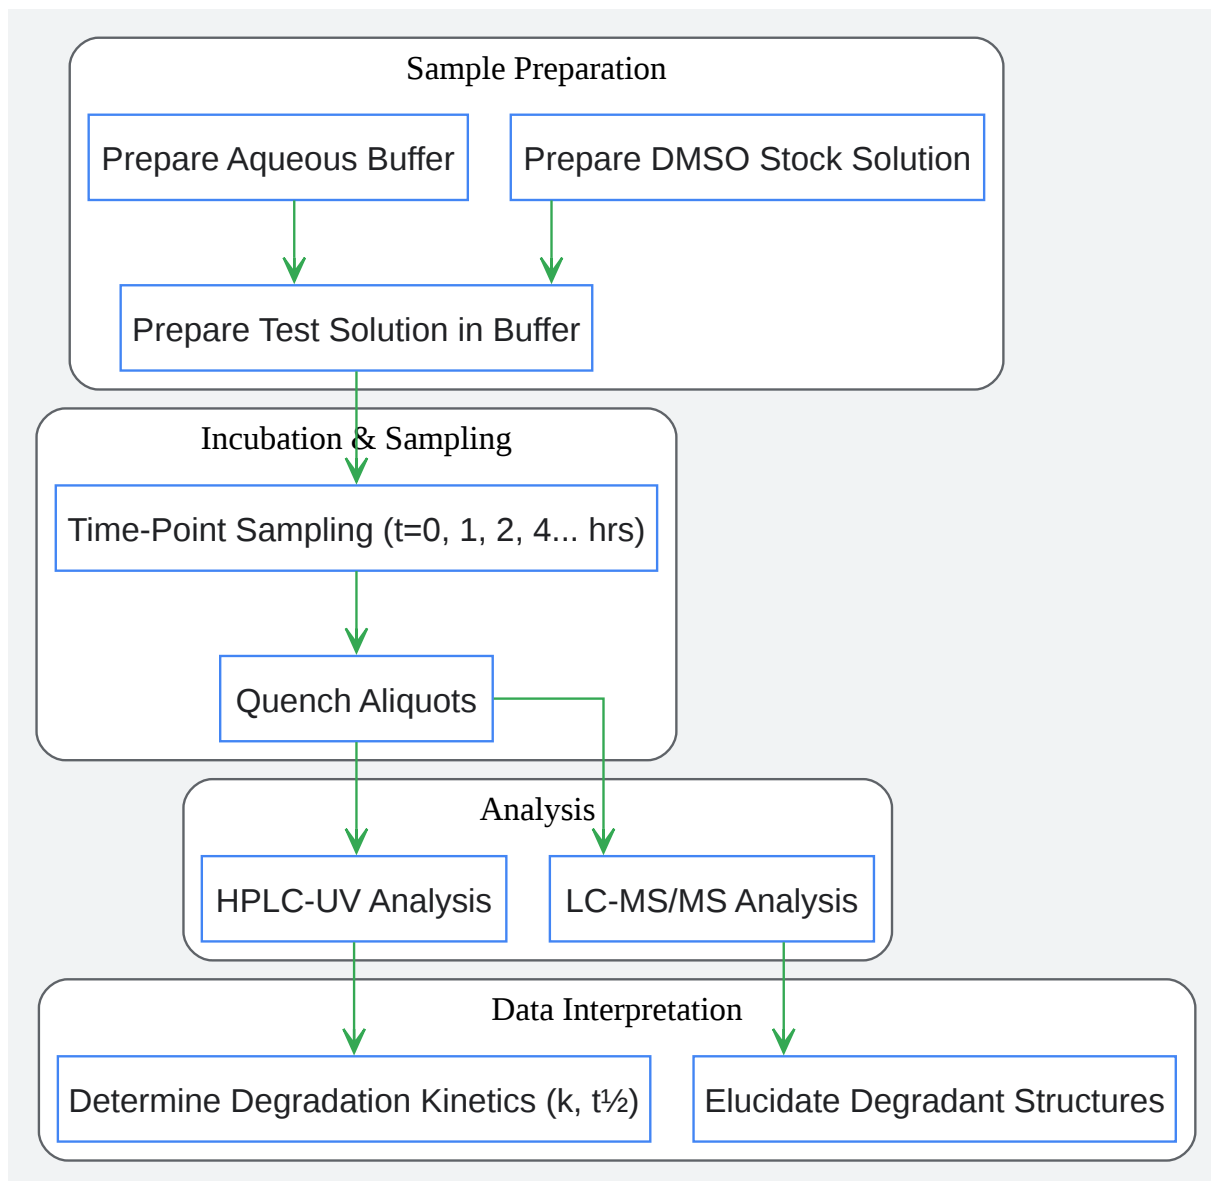 Sample Preparation
Prepare Aqueous Buffer
Prepare DMSO Stock Solution
Prepare Test Solution in Buffer
Incubation & Sampling
Time-Point Sampling (t=0, 1, 2, 4... hrs)
Quench Aliquots
Analysis
HPLC-UV Analysis
LC-MS/MS Analysis
Data Interpretation
Determine Degradation Kinetics (k, t½)
Elucidate Degradant Structures